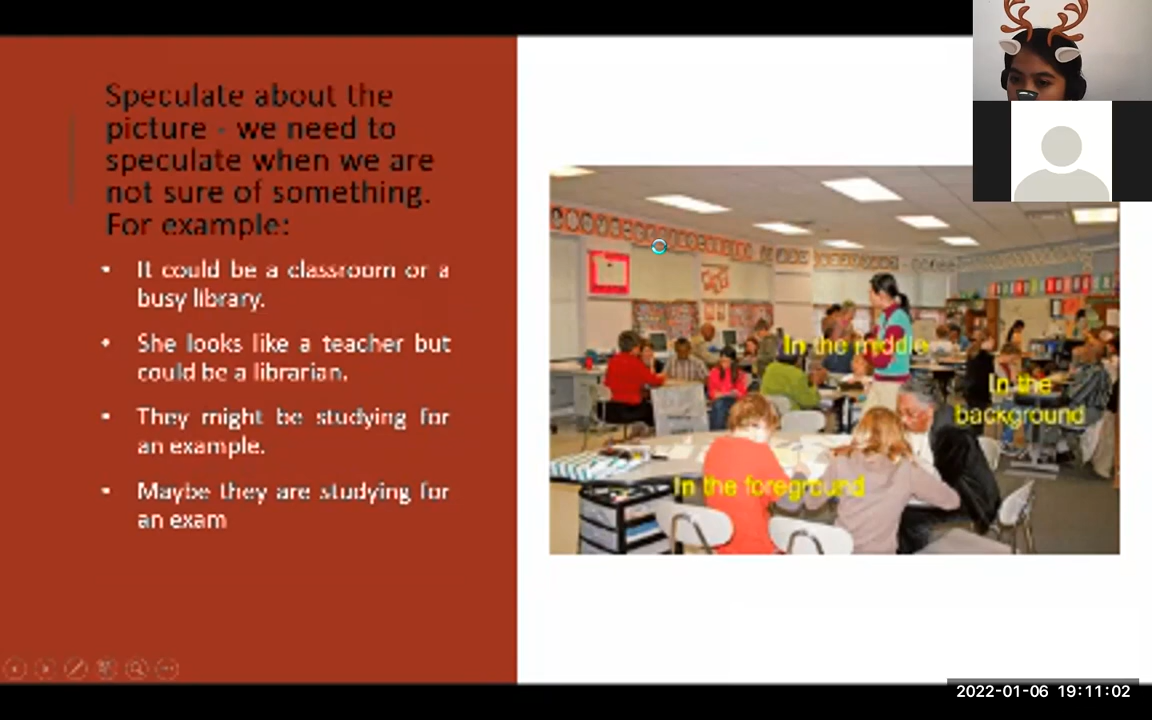 Speculate about the
picture - we need to
speculate when we are
not sure of something.
For example:
• It could be a classroom or a
busy library.
• She looks like a teacher but
could be a librarian.
• They might be studying for
an example.
• Maybe they are studying for
an exam
In the middle
In the
background
In the foreground
2022-01-06 19:11:02